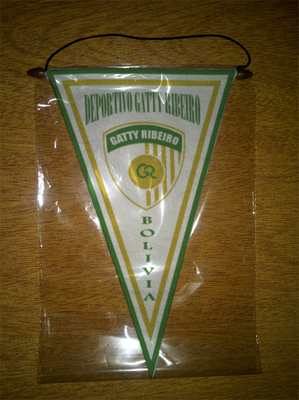 DEPORTIVO GATTY RIBEIRO
GATTY RIBEIRO
GR
BOLIVIA